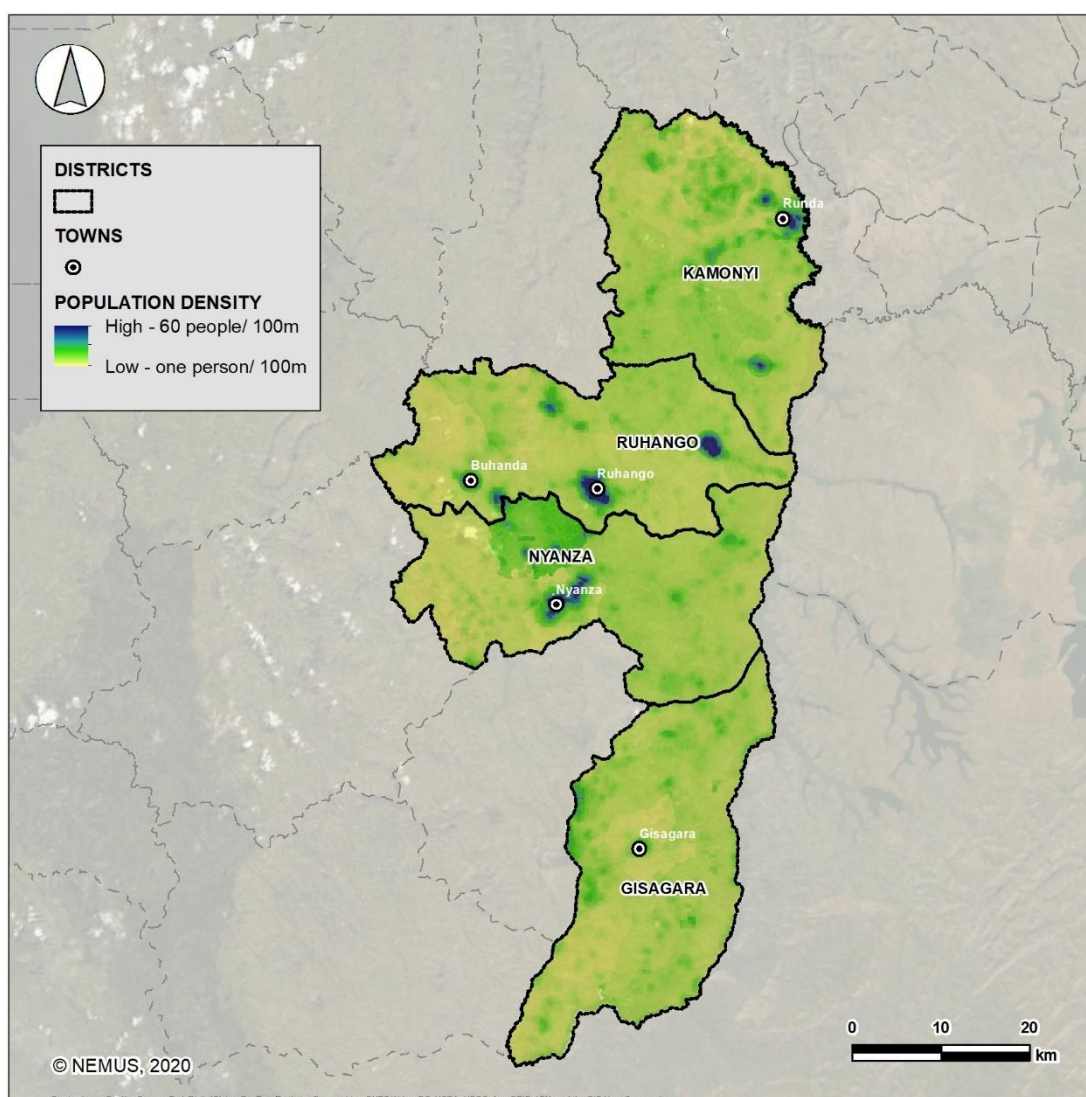 DISTRICTS
TOWNS
POPULATION DENSITY
High - 60 people/ 100m
Low - one person/ 100m
Runda
KAMONYI
RUHANGO
Buhanda
Ruhango
NYANZA
Nyanza
Gisagara
GISAGARA
0 10 20
km
© NEMUS, 2020